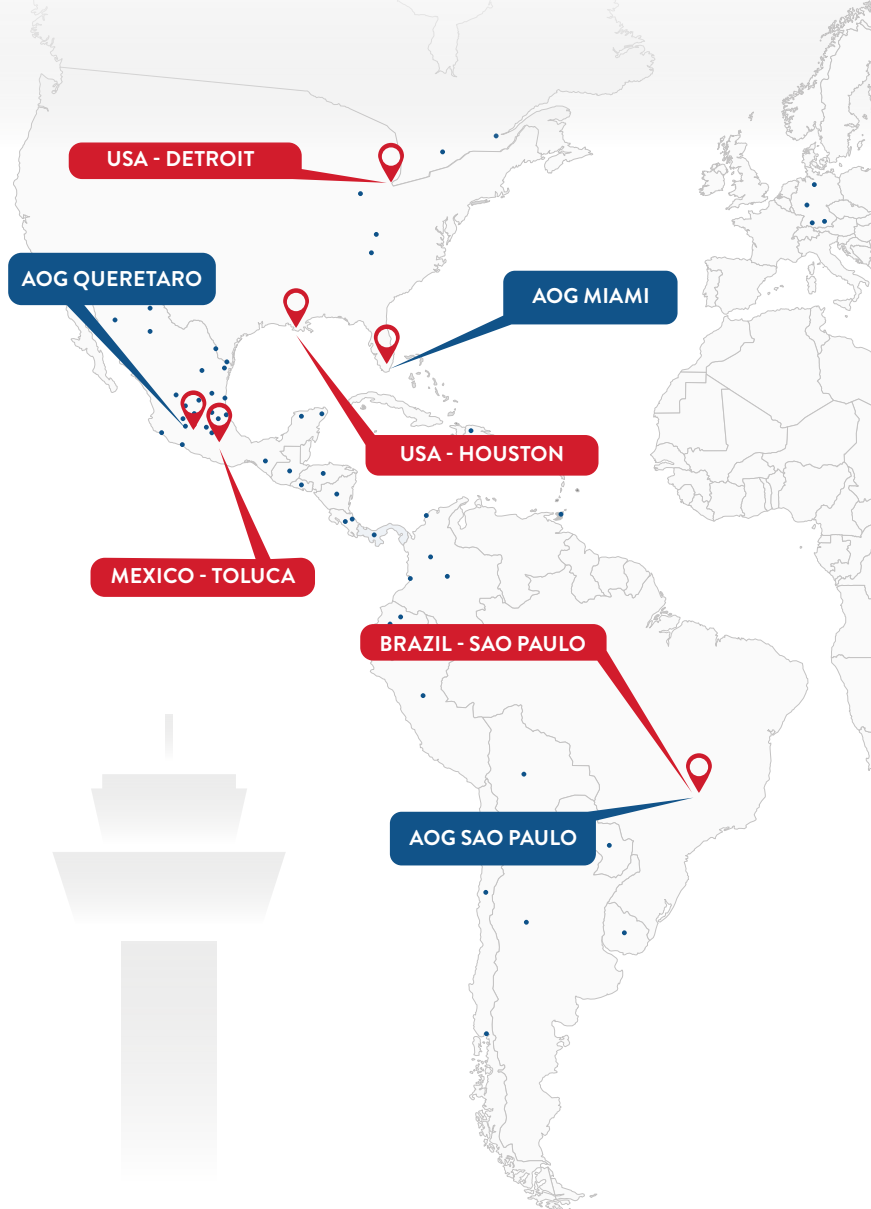 USA - DETROIT
AOG QUERETARO
AOG MIAMI
USA - HOUSTON
MEXICO - TOLUCA
BRAZIL - SAO PAULO
AOG SAO PAULO